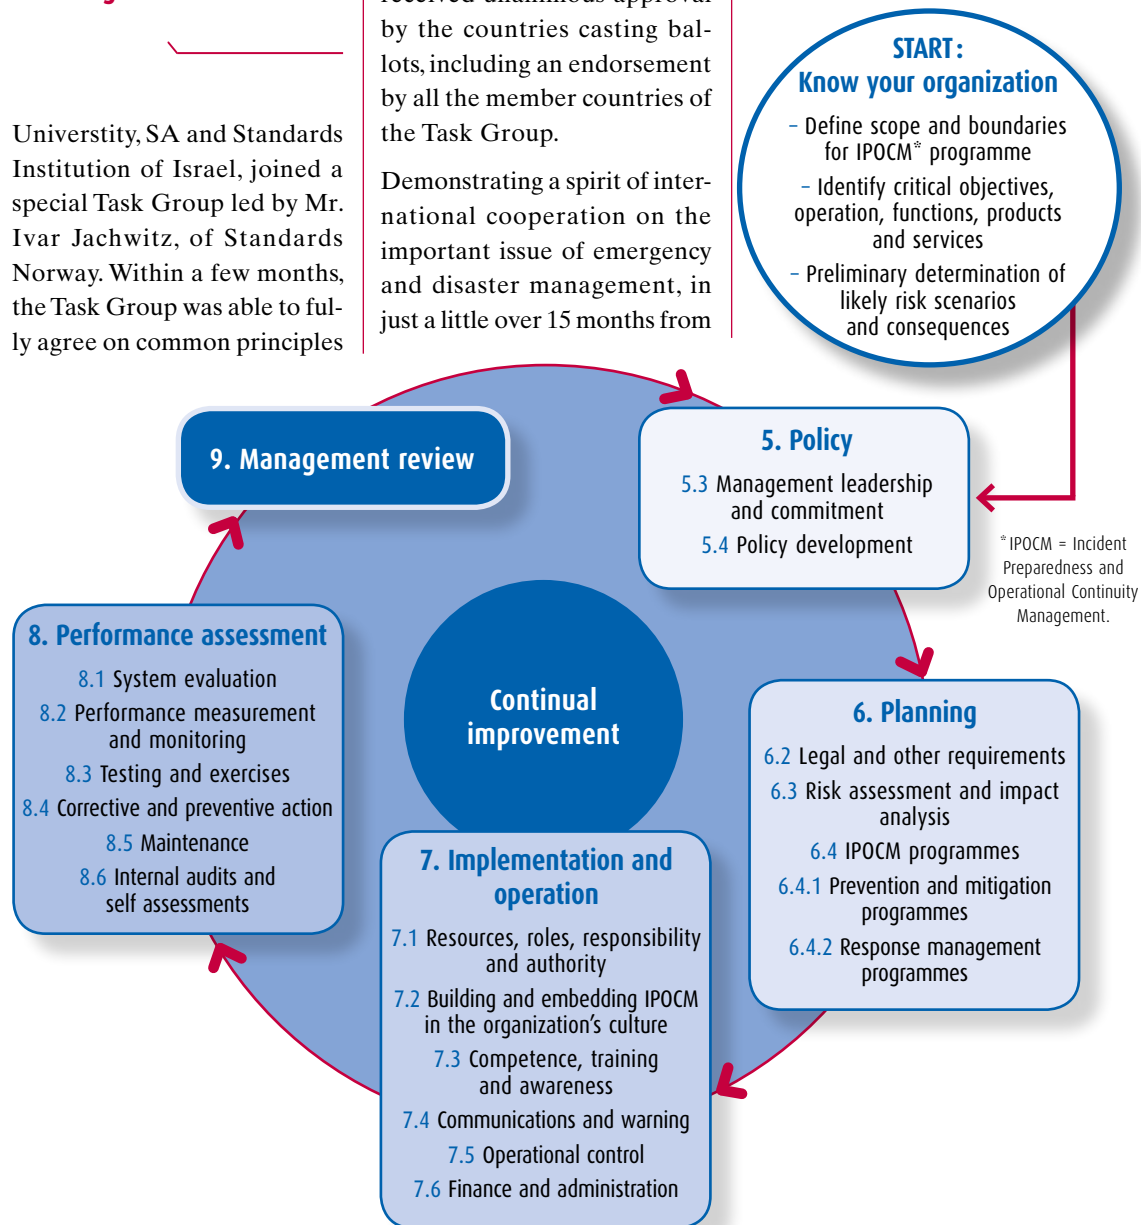 Universtity, SA and Standards
Institution of Israel, joined a
special Task Group led by Mr.
Ivar Jachwitz, of Standards
Norway. Within a few months,
the Task Group was able to ful-
ly agree on common principles
received unanimous approval
by the countries casting bal-
lots, including an endorsement
by all the member countries of
the Task Group.
Demonstrating a spirit of inter-
national cooperation on the
important issue of emergency
and disaster management, in
just a little over 15 months from
START:
Know your organization
– Define scope and boundaries
for IPOCM* programme
– Identify critical objectives,
operation, functions, products
and services
– Preliminary determination of
likely risk scenarios
and consequences
5. Policy
5.3 Management leadership
and commitment
5.4 Policy development
*IPOCM = Incident
Preparedness and
Operational Continuity
Management.
6. Planning
6.2 Legal and other requirements
6.3 Risk assessment and impact
analysis
6.4 IPOCM programmes
6.4.1 Prevention and mitigation
programmes
6.4.2 Response management
programmes
7. Implementation and
operation
7.1 Resources, roles, responsibility
and authority
7.2 Building and embedding IPOCM
in the organization's culture
7.3 Competence, training
and awareness
7.4 Communications and warning
7.5 Operational control
7.6 Finance and administration
8. Performance assessment
8.1 System evaluation
8.2 Performance measurement
and monitoring
8.3 Testing and exercises
8.4 Corrective and preventive action
8.5 Maintenance
8.6 Internal audits and
self assessments
9. Management review
Continual
improvement